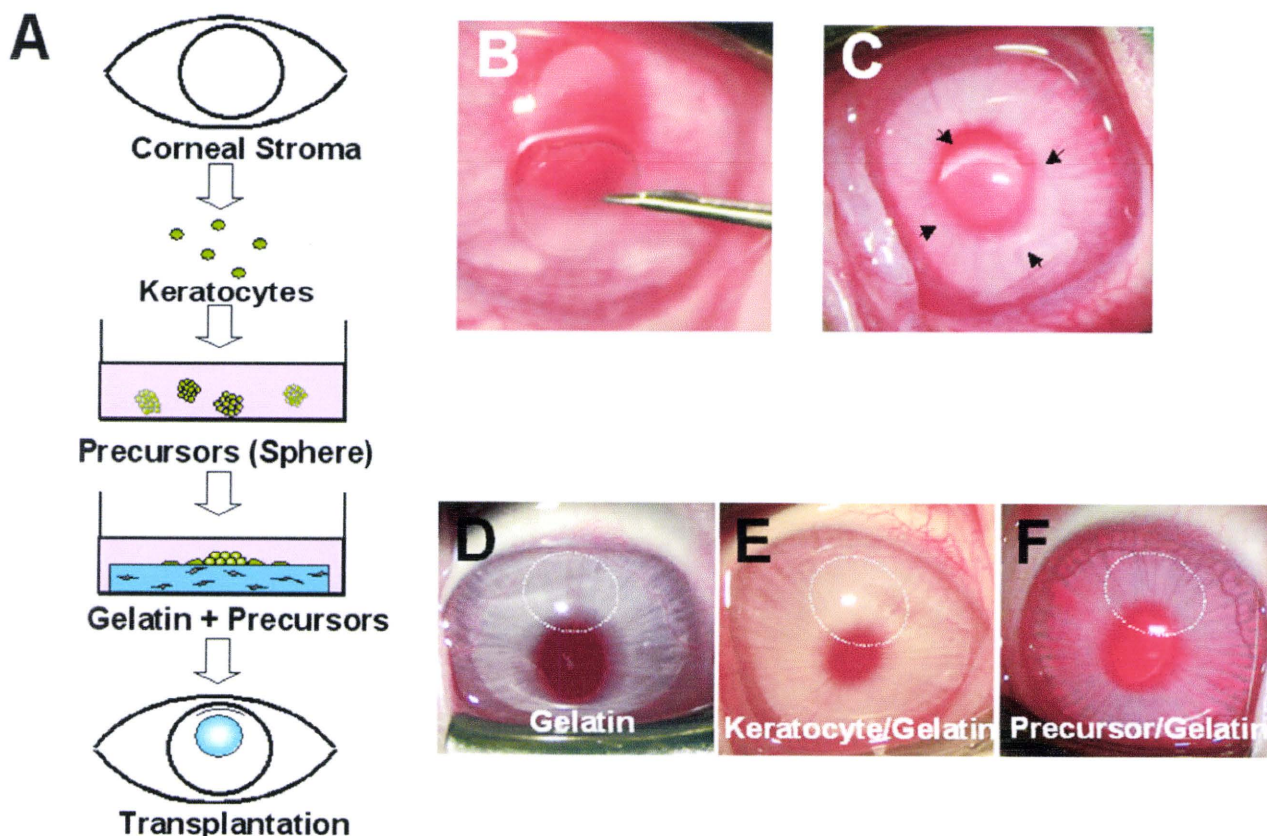 A
Corneal Stroma
Keratocytes
Precursors (Sphere)
Gelatin + Precursors
Transplantation
B
C
D
Gelatin
E
Keratocyte/Gelatin
F
Precursor/Gelatin